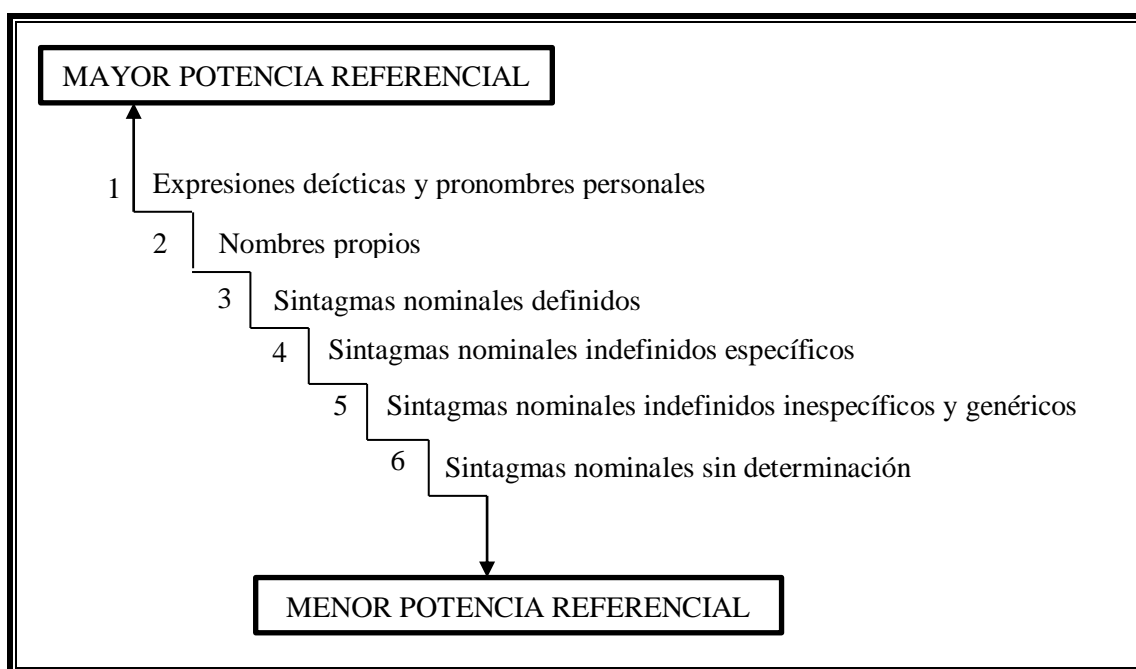 MAYOR POTENCIA REFERENCIAL
1 Expresiones deícticas y pronombres personales
2 Nombres propios
3 Sintagmas nominales definidos
4 Sintagmas nominales indefinidos específicos
5 Sintagmas nominales indefinidos inespecíficos y genéricos
6 Sintagmas nominales sin determinación
MENOR POTENCIA REFERENCIAL